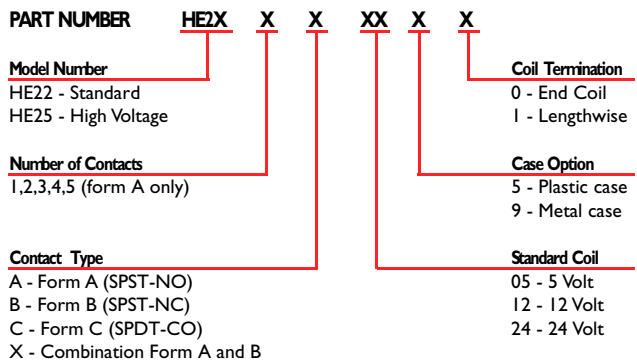 PART NUMBER HE2X X X XX X X
Model Number
HE22 - Standard
HE25 - High Voltage
Number of Contacts
1,2,3,4,5 (form A only)
Contact Type
A - Form A (SPST-NO)
B - Form B (SPST-NC)
C - Form C (SPDT-CO)
X - Combination Form A and B
Coil Termination
0 - End Coil
1 - Lengthwise
Case Option
5 - Plastic case
9 - Metal case
Standard Coil
05 - 5 Volt
12 - 12 Volt
24 - 24 Volt